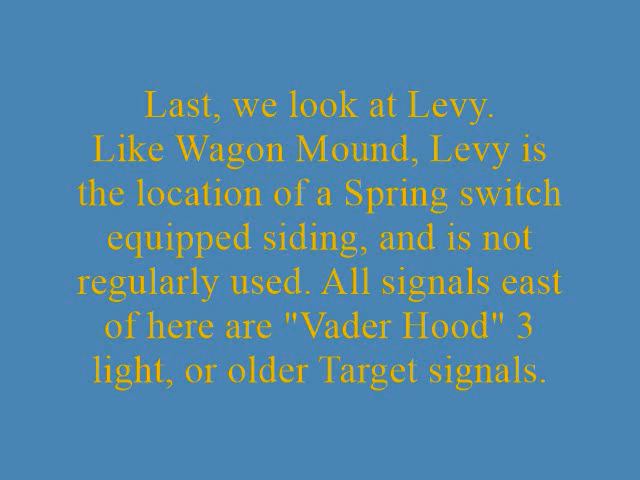 Last, we look at Levy.
Like Wagon Mound, Levy is
the location of a Spring switch
equipped siding, and is not
regularly used. All signals east
of here are "Vader Hood" 3
light, or older Target signals.